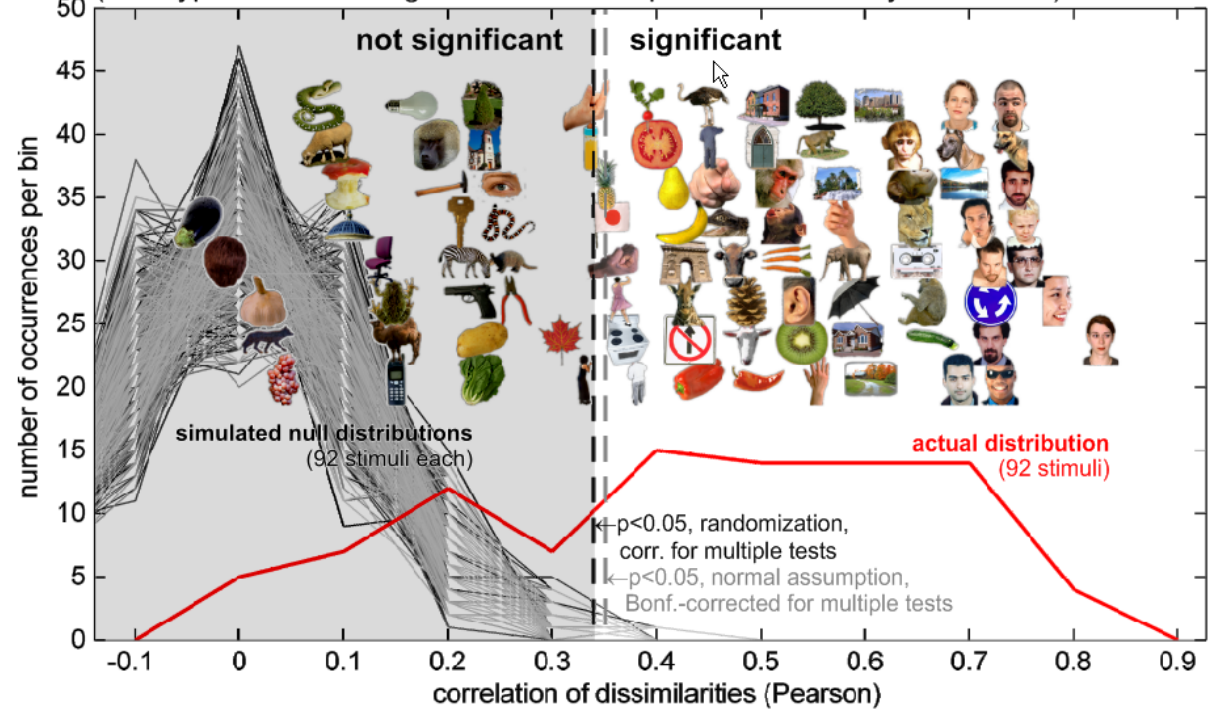 50
not significant
significant
45
40
35
30
25
20
15
10
5
0
number of occurrences per bin
simulated null distributions
(92 stimuli each)
actual distribution
(92 stimuli)
←p<0.05, randomization,
corr. for multiple tests
←p<0.05, normal assumption,
Bonf.-corrected for multiple tests
-0.1 0 0.1 0.2 0.3 0.4 0.5 0.6 0.7 0.8 0.9
correlation of dissimilarities (Pearson)